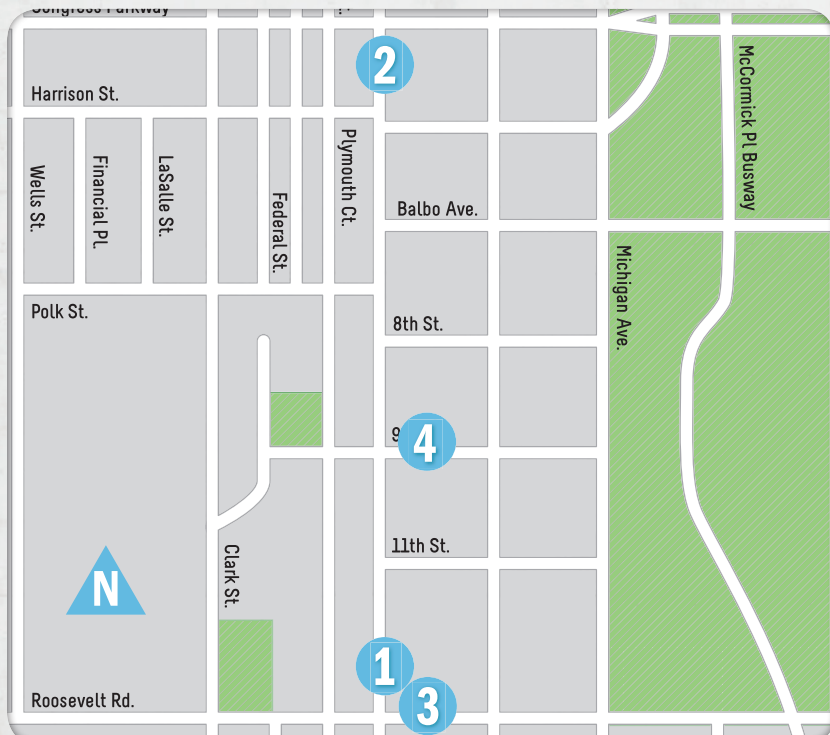 Congress Parkway
2
Harrison St.
McCormick Pl Busway
Wells St.
Financial Pl.
LaSalle St.
Federal St.
Plymouth Ct.
Balbo Ave.
Polk St.
8th St.
Michigan Ave.
4
11th St.
N
Clark St.
1
3
Roosevelt Rd.